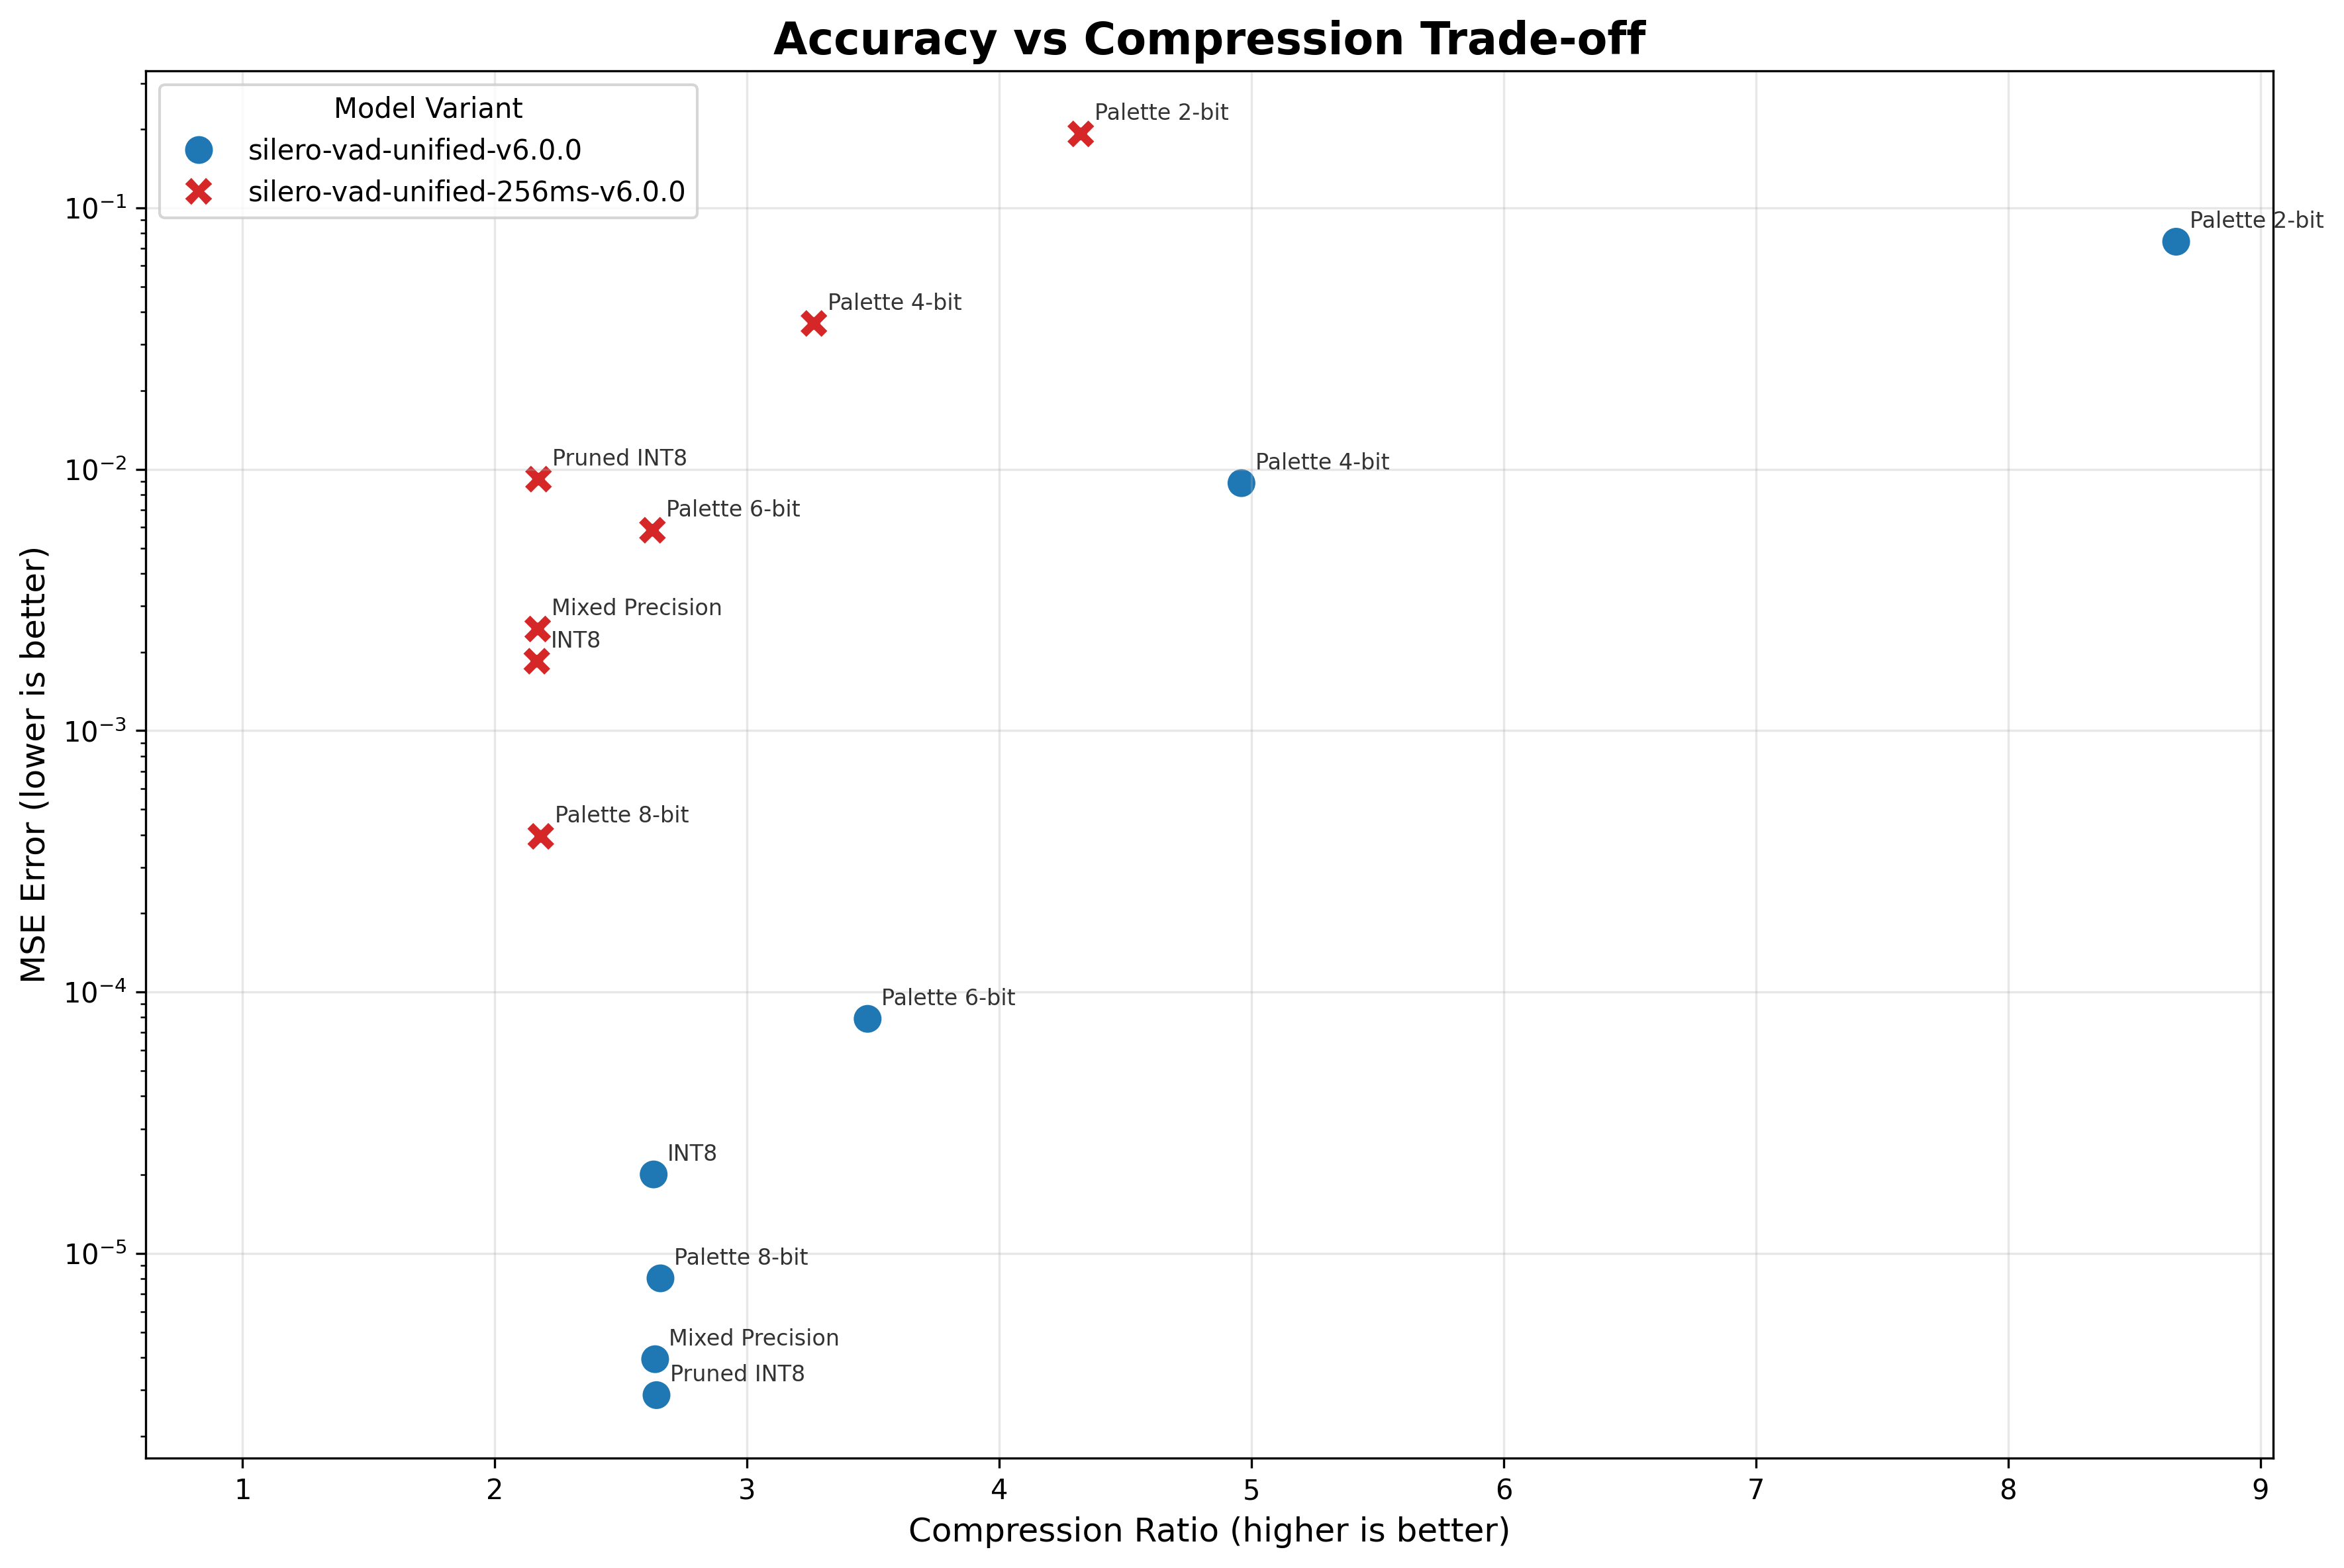 Accuracy vs Compression Trade-off
Model Variant
silero-vad-unified-v6.0.0
silero-vad-unified-256ms-v6.0.0
Palette 2-bit
Palette 2-bit
Palette 4-bit
Pruned INT8
Palette 4-bit
Palette 6-bit
Mixed Precision
INT8
Palette 8-bit
Palette 6-bit
INT8
Palette 8-bit
Mixed Precision
Pruned INT8
MSE Error (lower is better)
10⁻¹
10⁻²
10⁻³
10⁻⁴
10⁻⁵
1 2 3 4 5 6 7 8 9
Compression Ratio (higher is better)